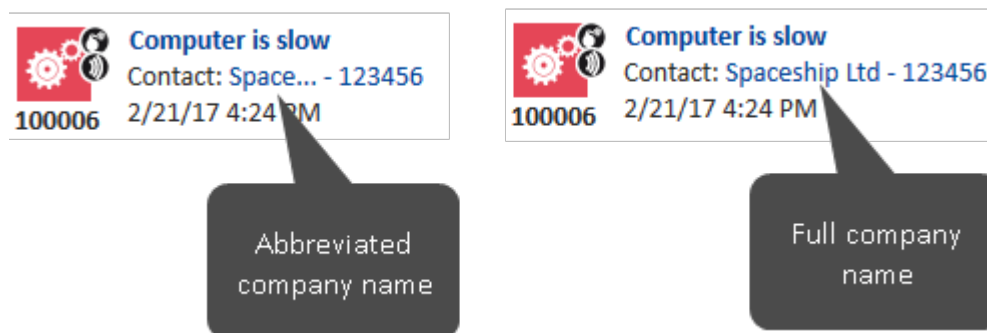 Computer is slow
Contact: Space... - 123456
2/21/17 4:24 PM
100006
Abbreviated
company name
Computer is slow
Contact: Spaceship Ltd - 123456
2/21/17 4:24 PM
100006
Full company
name